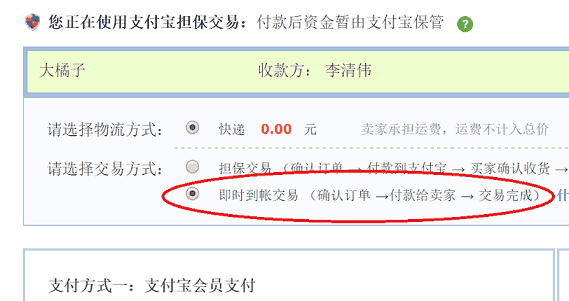 您正在使用支付宝担保交易：付款后资金暂由支付宝保管 ?
大橘子 收款方： 李清伟
请选择物流方式： 快递 0.00 元 卖家承担运费，运费不计入总价
请选择交易方式： 担保交易 （确认订单 → 付款到支付宝 → 买家确认收货 →
即时到帐交易 （确认订单 →付款给卖家 → 交易完成） 什
支付方式一：支付宝会员支付